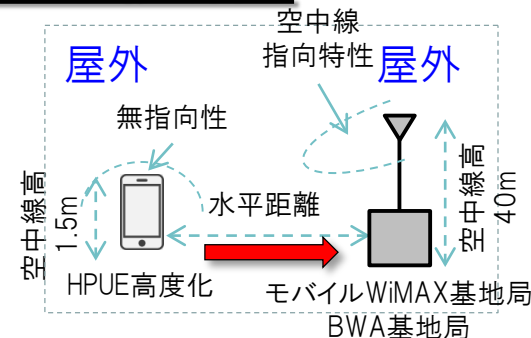 空中線
指向特性
屋外
屋外
無指向性
空中線高
1.5m
水平距離
空中線高
40m
HPUE高度化
モバイルWiMAX基地局
BWA基地局